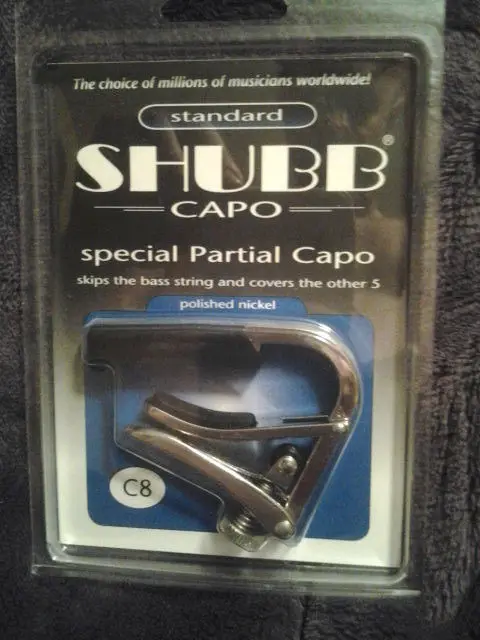 The choice of millions of musicians worldwide!
standard
SHUBB®
CAPO
special Partial Capo
skips the bass string and covers the other 5
polished nickel
C8